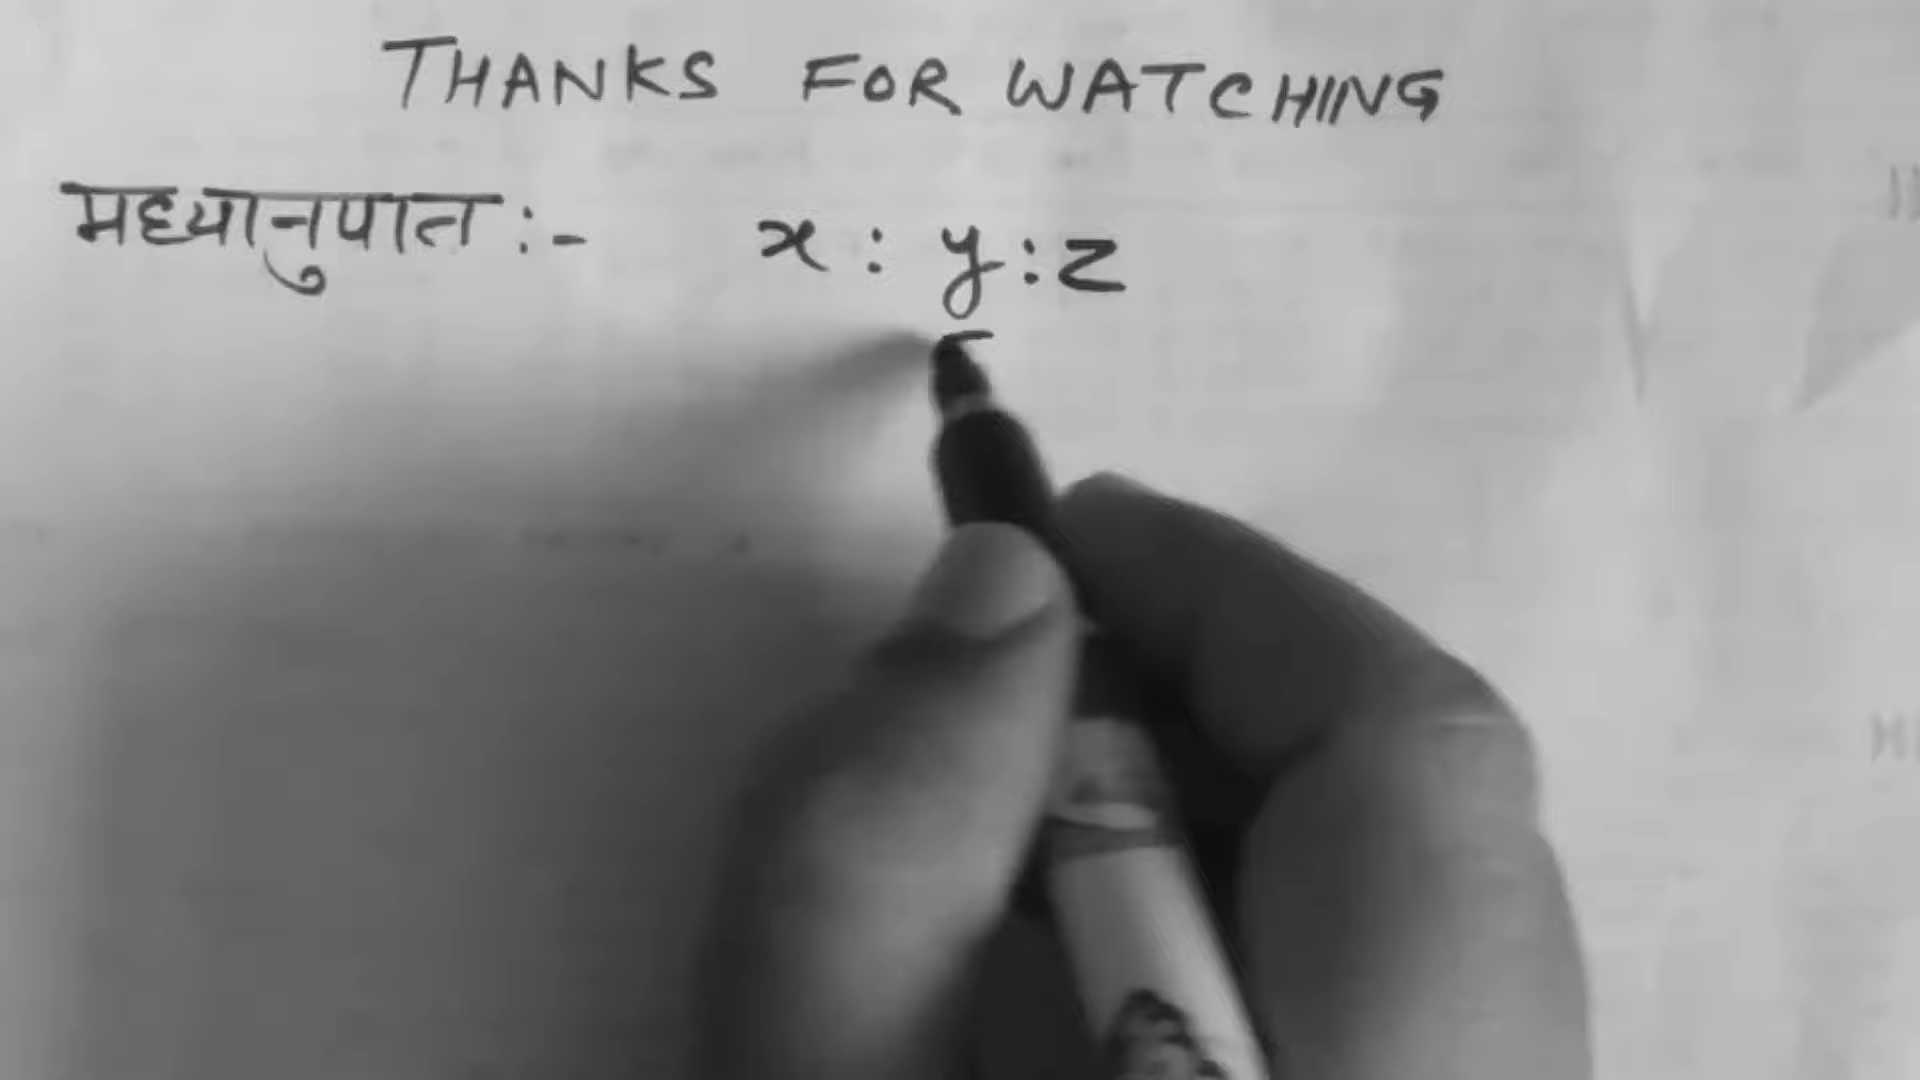 THANKS FOR WATCHING
मध्यानुपात :- x : y : z